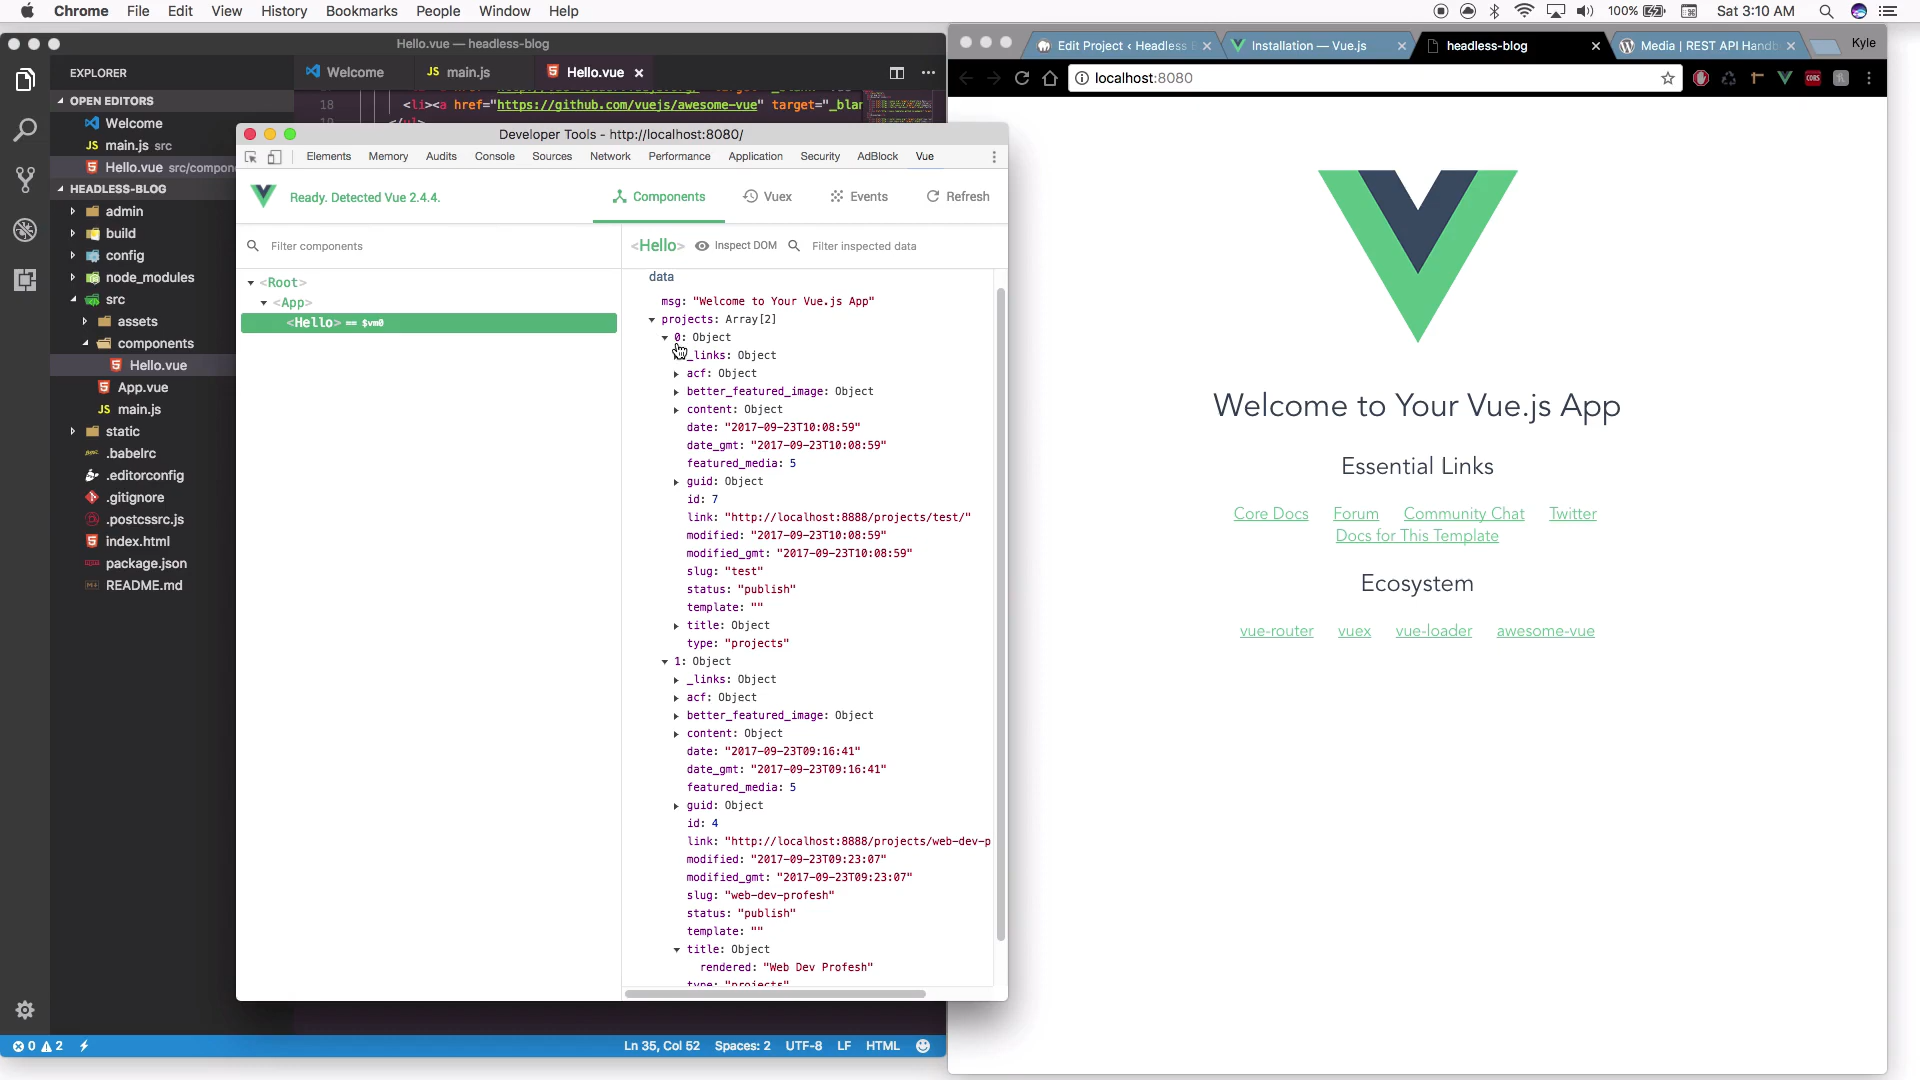 Chrome File Edit View History Bookmarks People Window Help
100% Sat 3:10 AM
Hello.vue — headless-blog
EXPLORER
OPEN EDITORS
Welcome
JS main.js src
Hello.vue src/compon
HEADLESS-BLOG
admin
build
config
node_modules
src
assets
components
Hello.vue
App.vue
JS main.js
static
.babelrc
.editorconfig
.gitignore
.postcssrc.js
index.html
package.json
README.md
Welcome JS main.js Hello.vue
18 <li><a href="https://github.com/vuejs/awesome-vue" target="_blan
Developer Tools - http://localhost:8080/
Elements Memory Audits Console Sources Network Performance Application Security AdBlock Vue
Ready. Detected Vue 2.4.4.
Components Vuex Events Refresh
Filter components
<Root>
<App>
<Hello> == $vm0
<Hello> Inspect DOM Filter inspected data
data
msg: "Welcome to Your Vue.js App"
projects: Array[2]
0: Object
_links: Object
acf: Object
better_featured_image: Object
content: Object
date: "2017-09-23T10:08:59"
date_gmt: "2017-09-23T10:08:59"
featured_media: 5
guid: Object
id: 7
link: "http://localhost:8888/projects/test/"
modified: "2017-09-23T10:08:59"
modified_gmt: "2017-09-23T10:08:59"
slug: "test"
status: "publish"
template: ""
title: Object
type: "projects"
1: Object
_links: Object
acf: Object
better_featured_image: Object
content: Object
date: "2017-09-23T09:16:41"
date_gmt: "2017-09-23T09:16:41"
featured_media: 5
guid: Object
id: 4
link: "http://localhost:8888/projects/web-dev-p
modified: "2017-09-23T09:23:07"
modified_gmt: "2017-09-23T09:23:07"
slug: "web-dev-profesh"
status: "publish"
template: ""
title: Object
rendered: "Web Dev Profesh"
type: "projects"
0 2 Ln 35, Col 52 Spaces: 2 UTF-8 LF HTML
Edit Project ‹ Headless Installation — Vue.js headless-blog Media | REST API Handb Kyle
localhost:8080
Welcome to Your Vue.js App
Essential Links
Core Docs Forum Community Chat Twitter
Docs for This Template
Ecosystem
vue-router vuex vue-loader awesome-vue